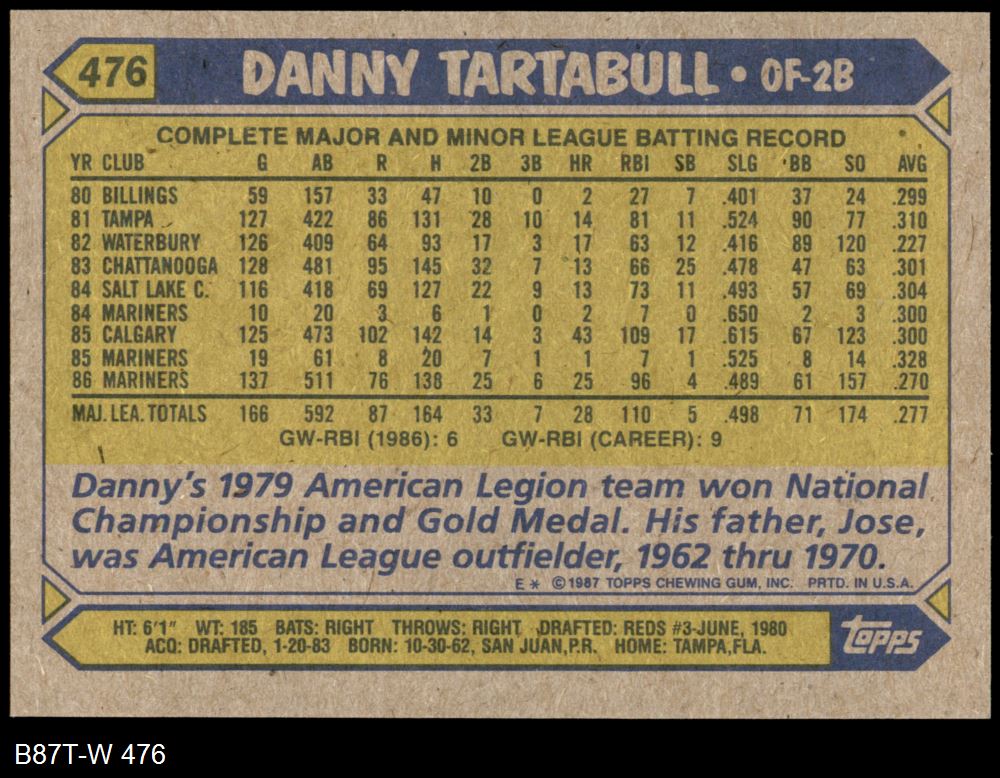 476 DANNY TARTABULL • OF-2B
COMPLETE MAJOR AND MINOR LEAGUE BATTING RECORD
YR CLUB G AB R H 2B 3B HR RBI SB SLG BB SO AVG
80 BILLINGS 59 157 33 47 10 0 2 27 7 .401 37 24 .299
81 TAMPA 127 422 86 131 28 10 14 81 11 .524 90 77 .310
82 WATERBURY 126 409 64 93 17 3 17 63 12 .416 89 120 .227
83 CHATTANOOGA 128 481 95 145 32 7 13 66 25 .478 47 63 .301
84 SALT LAKE C. 116 418 69 127 22 9 13 73 11 .493 57 69 .304
84 MARINERS 10 20 3 6 1 0 2 7 0 .650 2 3 .300
85 CALGARY 125 473 102 142 14 3 43 109 17 .615 67 123 .300
85 MARINERS 19 61 8 20 7 1 1 7 1 .525 8 14 .328
86 MARINERS 137 511 76 138 25 6 25 96 4 .489 61 157 .270
MAJ. LEA. TOTALS 166 592 87 164 33 7 28 110 5 .498 71 174 .277
GW-RBI (1986): 6 GW-RBI (CAREER): 9
Danny's 1979 American Legion team won National
Championship and Gold Medal. His father, Jose,
was American League outfielder, 1962 thru 1970.
E * ©1987 TOPPS CHEWING GUM, INC. PRTD. IN U.S.A.
HT: 6'1" WT: 185 BATS: RIGHT THROWS: RIGHT DRAFTED: REDS #3-JUNE, 1980
ACQ: DRAFTED, 1-20-83 BORN: 10-30-62, SAN JUAN, P.R. HOME: TAMPA, FLA.
topps
B87T-W 476